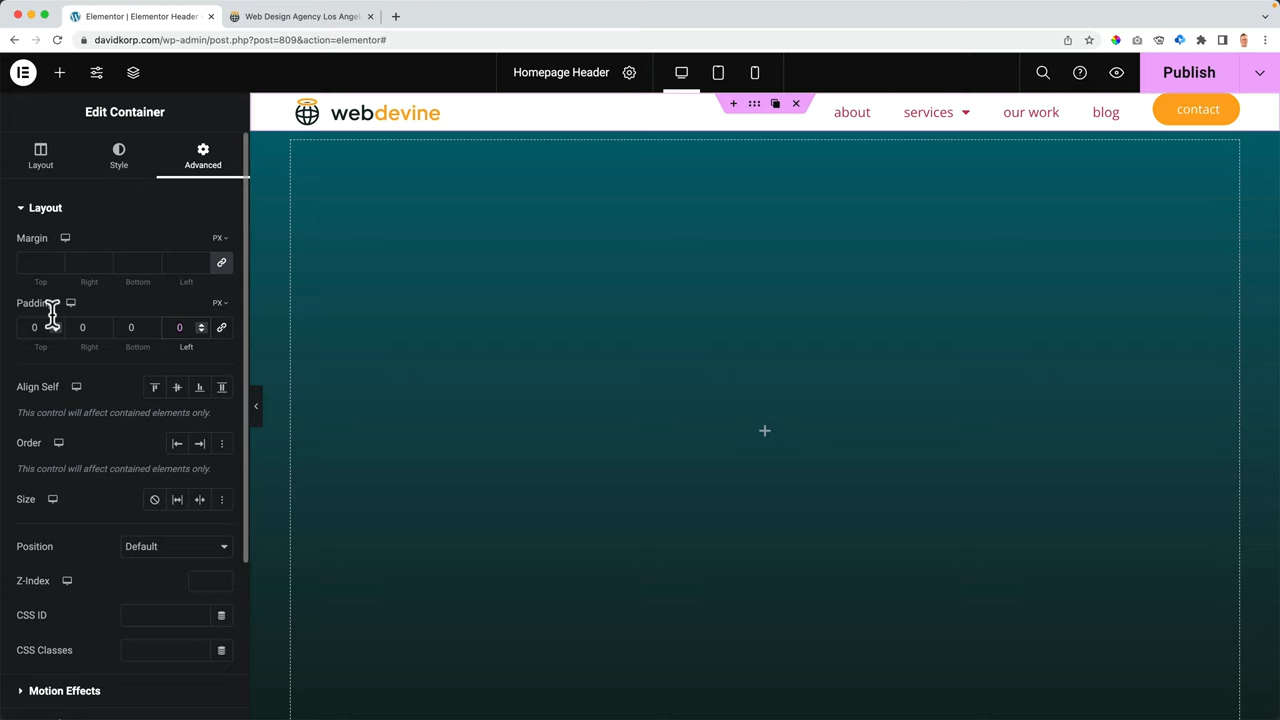 Elementor | Elementor Header
Web Design Agency Los Angel
davidkorp.com/wp-admin/post.php?post=809&action=elementor#
Homepage Header
Publish
Edit Container
webdevine
about
services
our work
blog
contact
Layout
Style
Advanced
Layout
Margin
PX
Top
Right
Bottom
Left
Padding
PX
0
0
0
0
Top
Right
Bottom
Left
Align Self
This control will affect contained elements only.
Order
This control will affect contained elements only.
Size
Position
Default
Z-Index
CSS ID
CSS Classes
Motion Effects